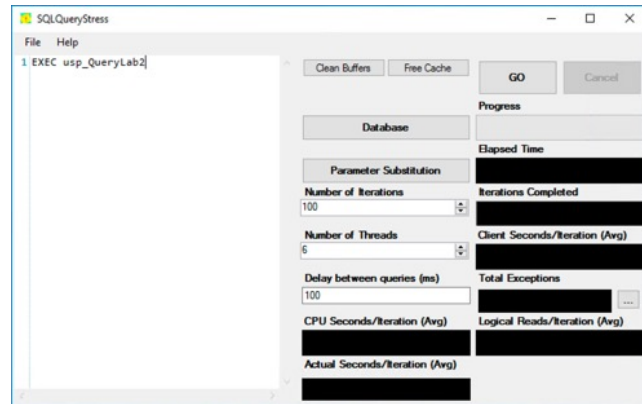 SQLQueryStress
File Help
1 EXEC usp_QueryLab2
Clean Buffers Free Cache
GO Cancel
Progress
Database
Elapsed Time
Parameter Substitution
Number of Iterations Iterations Completed
100
Number of Threads Client Seconds/Iteration (Avg)
6
Delay between queries (ms) Total Exceptions
100 ...
CPU Seconds/Iteration (Avg) Logical Reads/Iteration (Avg)
Actual Seconds/Iteration (Avg)